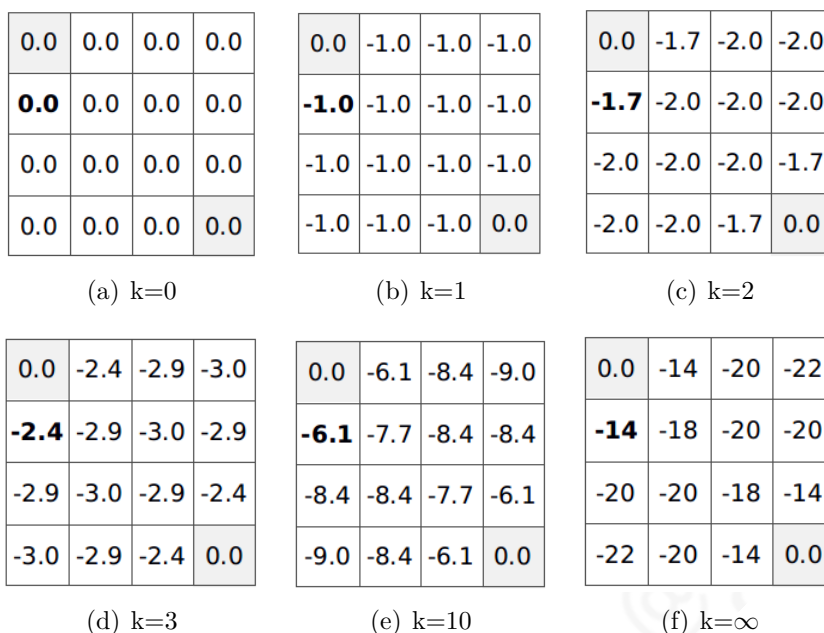 0.0 0.0 0.0 0.0
0.0 0.0 0.0 0.0
0.0 0.0 0.0 0.0
0.0 0.0 0.0 0.0
(a) k=0
0.0 -1.0 -1.0 -1.0
-1.0 -1.0 -1.0 -1.0
-1.0 -1.0 -1.0 -1.0
-1.0 -1.0 -1.0 0.0
(b) k=1
0.0 -1.7 -2.0 -2.0
-1.7 -2.0 -2.0 -2.0
-2.0 -2.0 -2.0 -1.7
-2.0 -2.0 -1.7 0.0
(c) k=2
0.0 -2.4 -2.9 -3.0
-2.4 -2.9 -3.0 -2.9
-2.9 -3.0 -2.9 -2.4
-3.0 -2.9 -2.4 0.0
(d) k=3
0.0 -6.1 -8.4 -9.0
-6.1 -7.7 -8.4 -8.4
-8.4 -8.4 -7.7 -6.1
-9.0 -8.4 -6.1 0.0
(e) k=10
0.0 -14 -20 -22
-14 -18 -20 -20
-20 -20 -18 -14
-22 -20 -14 0.0
(f) k=∞